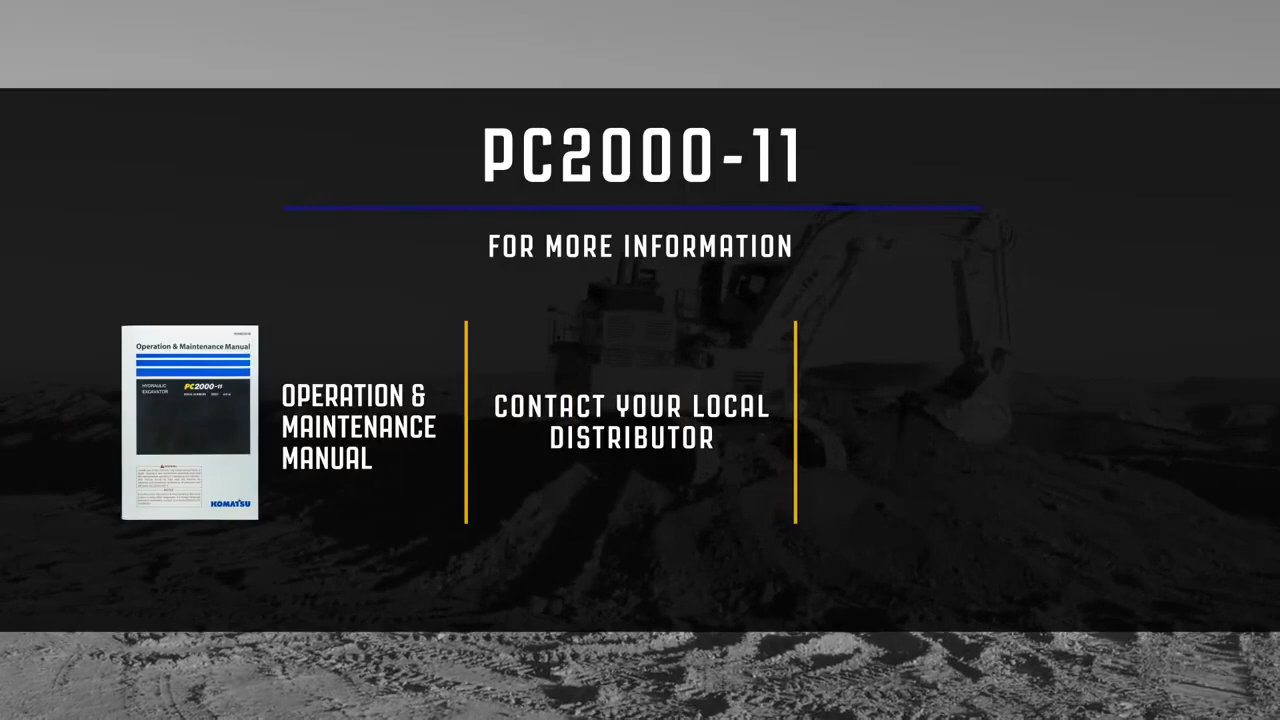 PC2000-11
FOR MORE INFORMATION
Operation & Maintenance Manual
HYDRAULIC
EXCAVATOR
PC2000-11
KOMATSU
OPERATION &
MAINTENANCE
MANUAL
CONTACT YOUR LOCAL
DISTRIBUTOR